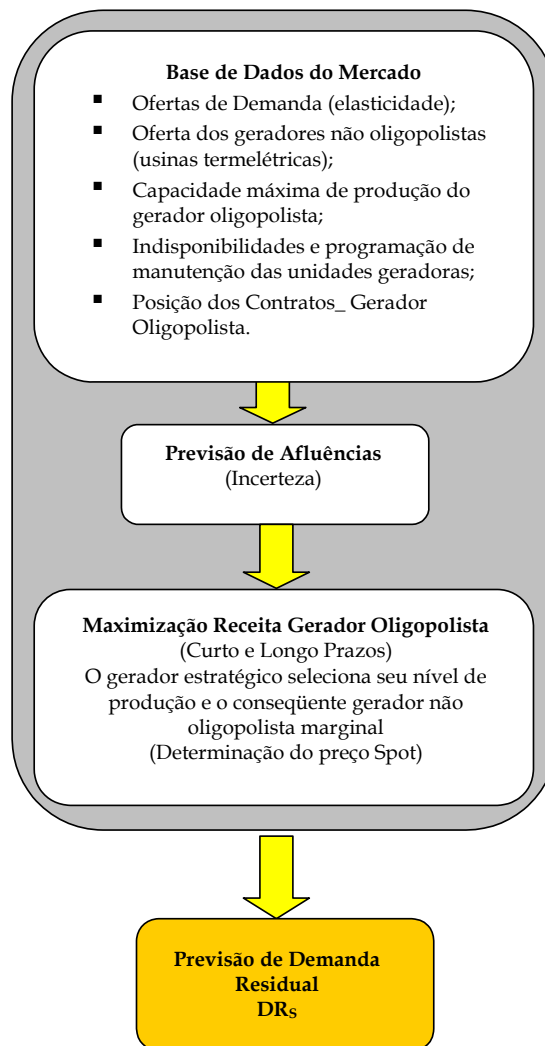 Base de Dados do Mercado
▪ Ofertas de Demanda (elasticidade);
▪ Oferta dos geradores não oligopolistas
(usinas termelétricas);
▪ Capacidade máxima de produção do
gerador oligopolista;
▪ Indisponibilidades e programação de
manutenção das unidades geradoras;
▪ Posição dos Contratos_ Gerador
Oligopolista.
Previsão de Afluências
(Incerteza)
Maximização Receita Gerador Oligopolista
(Curto e Longo Prazos)
O gerador estratégico seleciona seu nível de
produção e o conseqüente gerador não
oligopolista marginal
(Determinação do preço Spot)
Previsão de Demanda
Residual
DRs